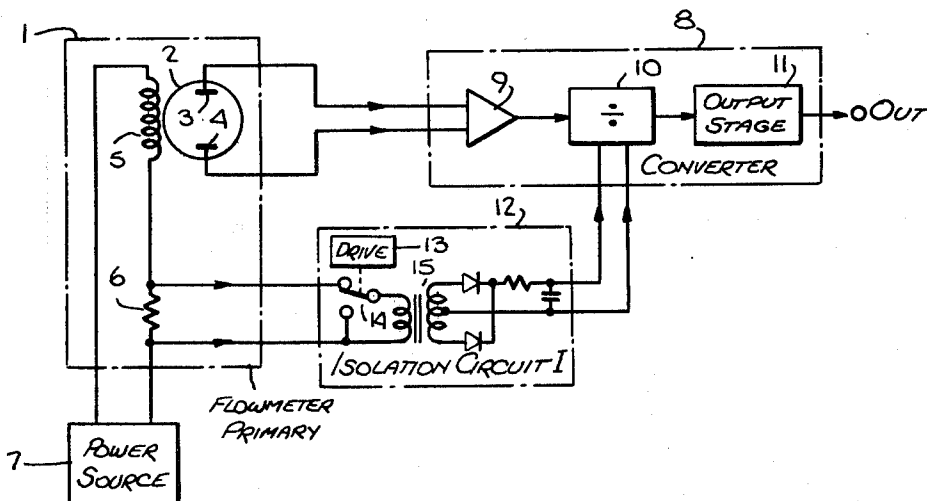 1
8
2
10
11
9
3
4
÷
OUTPUT
STAGE
OUT
5
CONVERTER
12
DRIVE
13
15
6
14
ISOLATION CIRCUIT I
FLOWMETER
PRIMARY
7
POWER
SOURCE